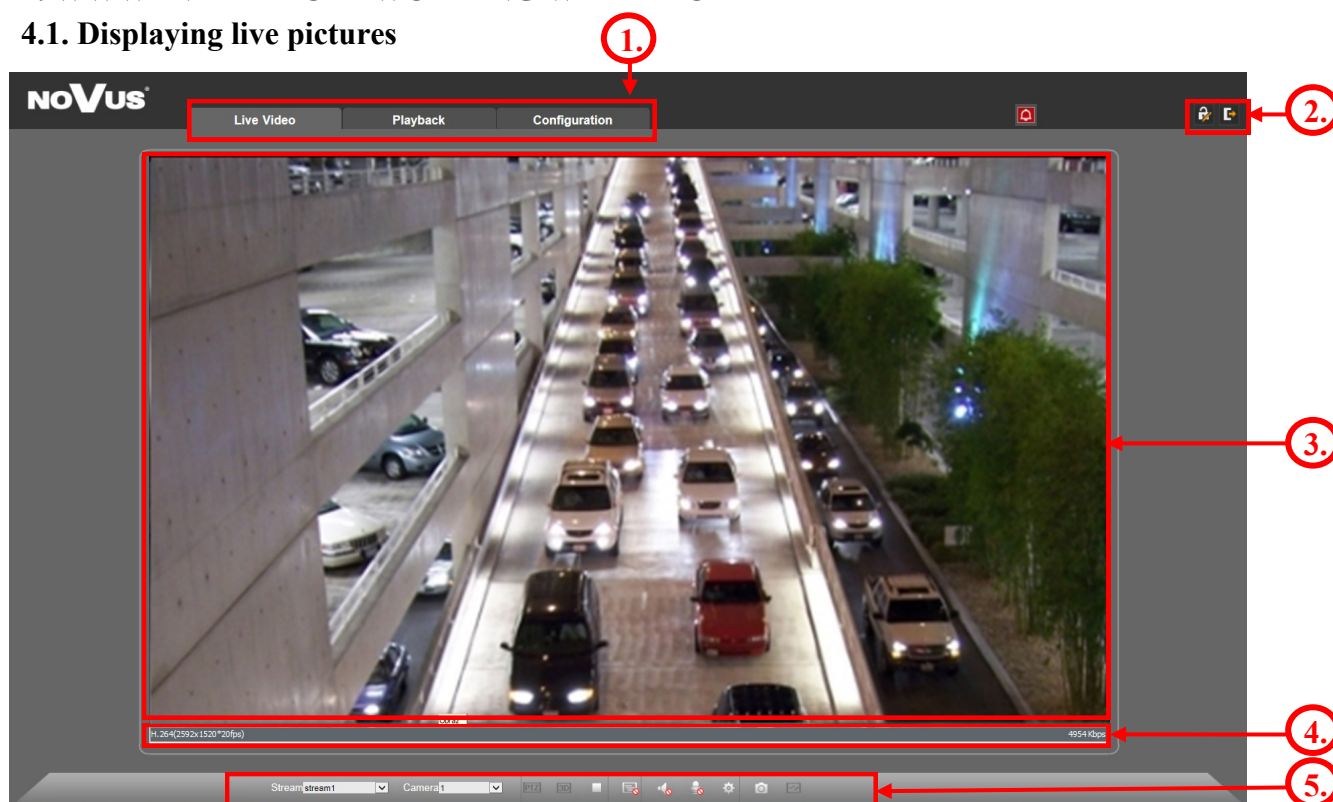 4.1. Displaying live pictures
1.
NOVUS®
Live Video Playback Configuration
2.
3.
H.264(2592x1520*20fps) 4954 Kbps
4.
Stream stream1 Camera 1 PTZ 3D
5.